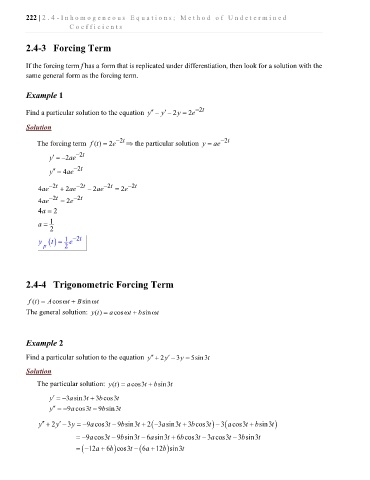 222 | 2.4-Inhomogeneous Equations: Method of Undetermined
Coefficients
2.4-3 Forcing Term
If the forcing term f has a form that is replicated under differentiation, then look for a solution with the
same general form as the forcing term.
Example 1
Find a particular solution to the equation y″ − y′ − 2y = 2e^{−2t}
Solution
The forcing term f(t) = 2e^{−2t} ⇒ the particular solution y = ae^{−2t}
y′ = −2ae^{−2t}
y″ = 4ae^{−2t}
4ae^{−2t} + 2ae^{−2t} − 2ae^{−2t} = 2e^{−2t}
4ae^{−2t} = 2e^{−2t}
4a = 2
a = 1/2
y_p(t) = 1/2 e^{−2t}
2.4-4 Trigonometric Forcing Term
f(t) = A cos ωt + B sin ωt
The general solution: y(t) = a cos ωt + b sin ωt
Example 2
Find a particular solution to the equation y″ + 2y′ − 3y = 5 sin 3t
Solution
The particular solution: y(t) = a cos 3t + b sin 3t
y′ = −3a sin 3t + 3b cos 3t
y″ = −9a cos 3t − 9b sin 3t
y″ + 2y′ − 3y = −9a cos 3t − 9b sin 3t + 2(−3a sin 3t + 3b cos 3t) − 3(a cos 3t + b sin 3t)
= −9a cos 3t − 9b sin 3t − 6a sin 3t + 6b cos 3t − 3a cos 3t − 3b sin 3t
= (−12a + 6b) cos 3t − (6a + 12b) sin 3t